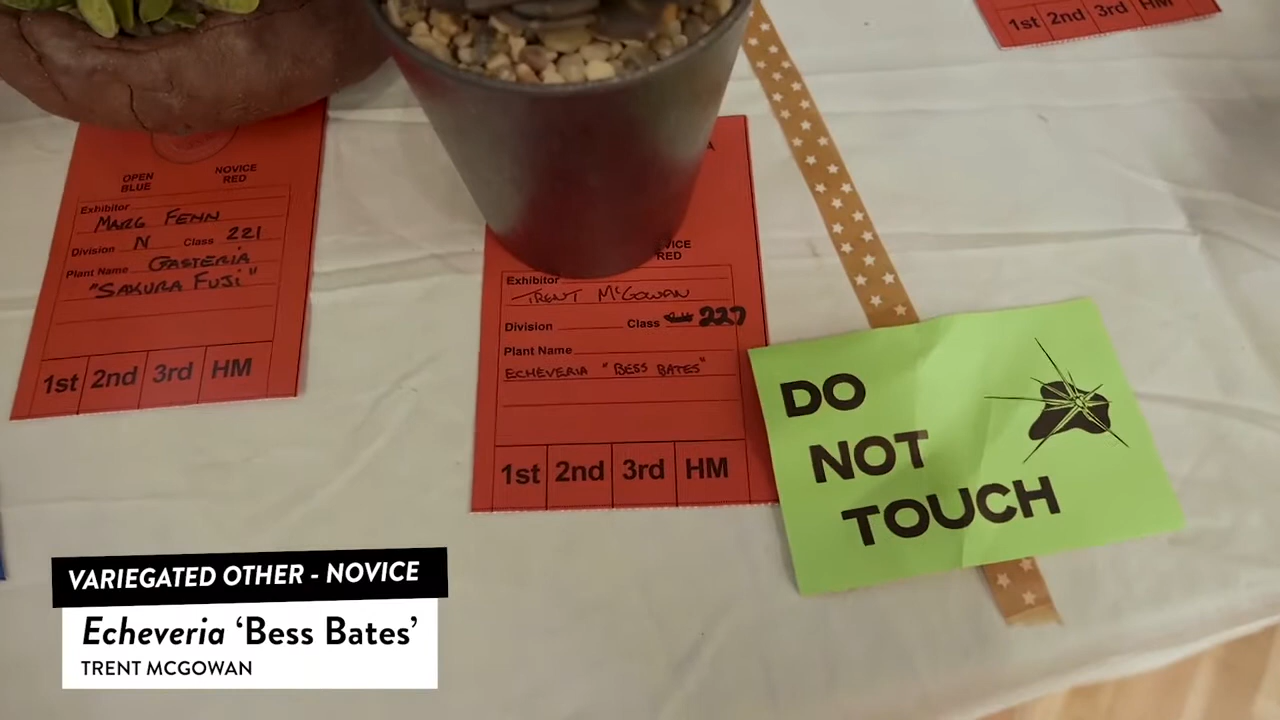 OPEN BLUE
NOVICE RED
Exhibitor
MARG FENN
Division N Class 221
Plant Name GASTERIA
"SAKURA FUJI"
1st 2nd 3rd HM
VICE
RED
Exhibitor
TRENT McGOWAN
Division Class 227
Plant Name
ECHEVERIA "BESS BATES"
1st 2nd 3rd HM
1st 2nd 3rd HM
DO
NOT
TOUCH
VARIEGATED OTHER - NOVICE
Echeveria ‘Bess Bates’
TRENT MCGOWAN